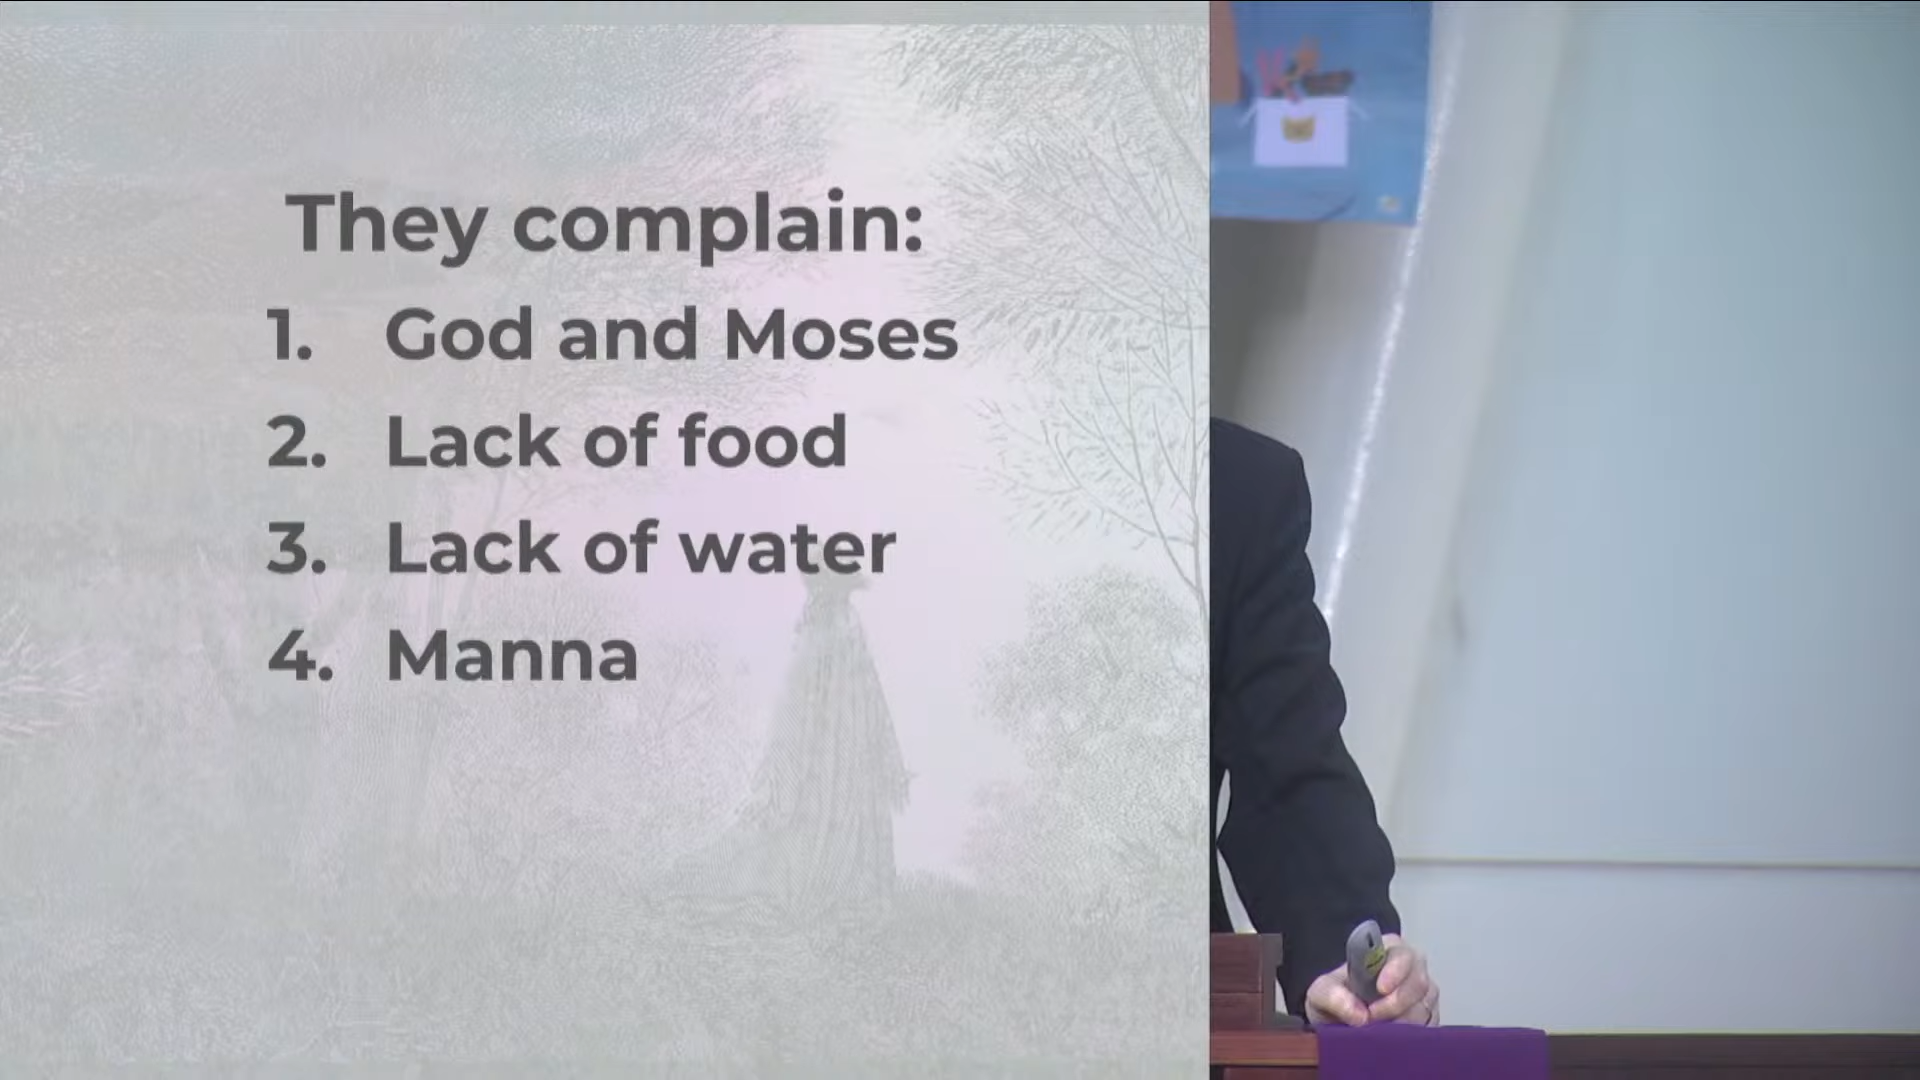 They complain:
1. God and Moses
2. Lack of food
3. Lack of water
4. Manna